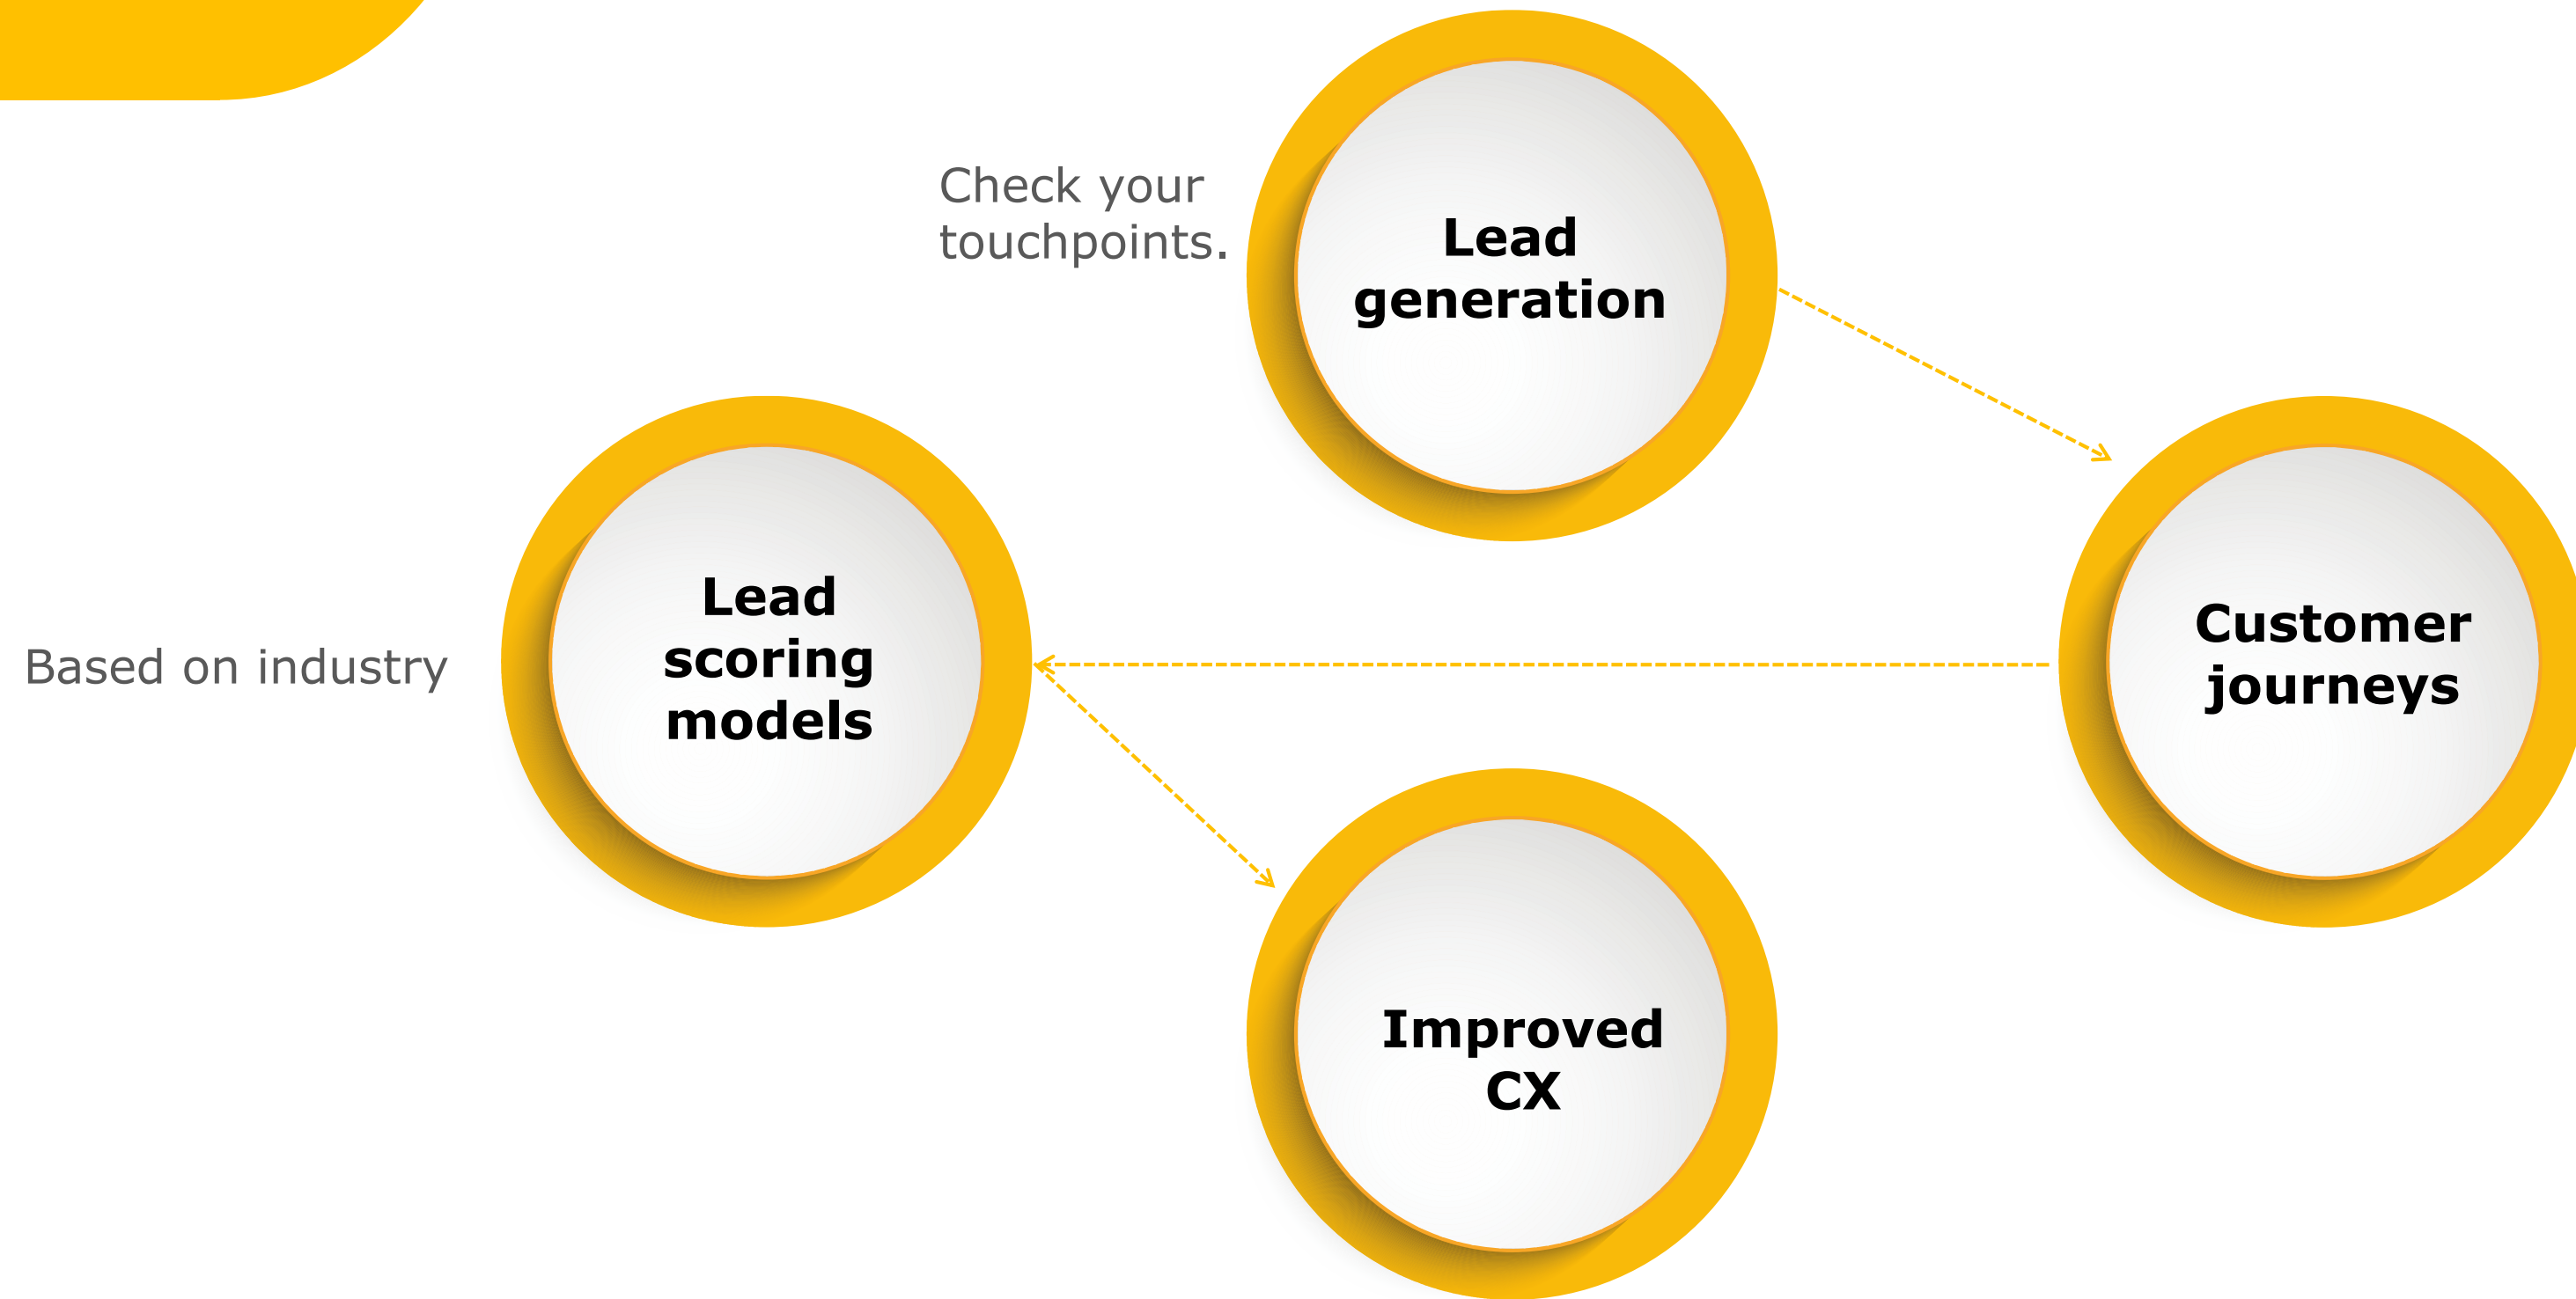 Check your
touchpoints.
Lead
generation
Based on industry
Lead
scoring
models
Customer
journeys
Improved
CX